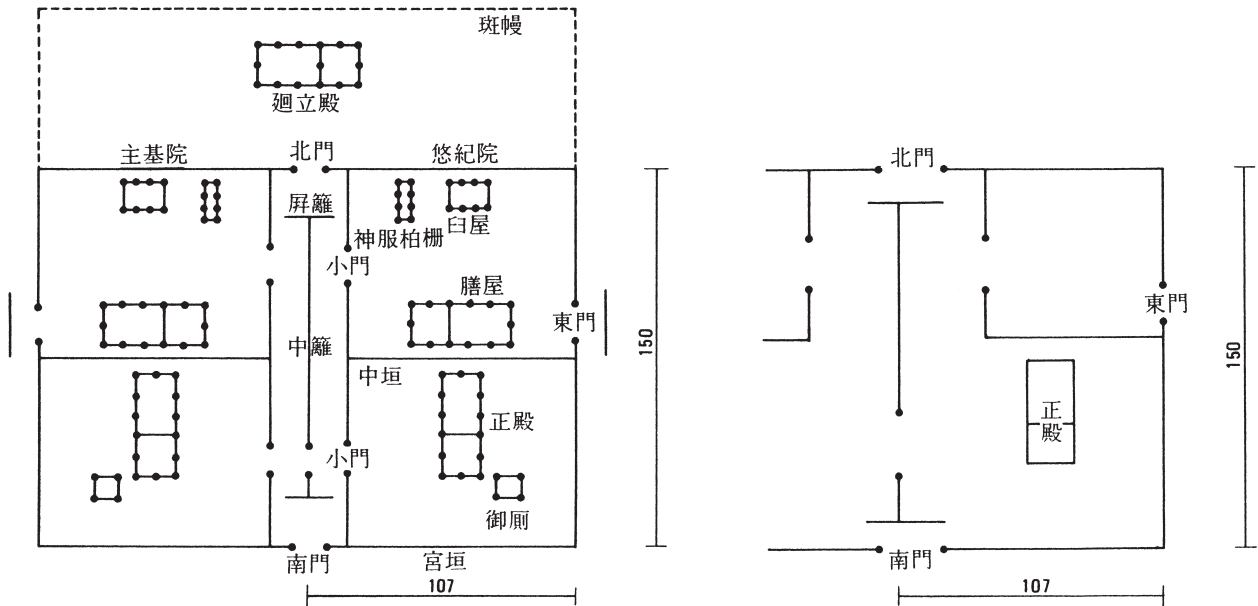 斑幔
廻立殿
主基院
北門
悠紀院
屛籬
神服柏棚
臼屋
小門
膳屋
東門
中籬
中垣
正殿
小門
御厠
南門
宮垣
107
150
北門
東門
正殿
南門
107
150